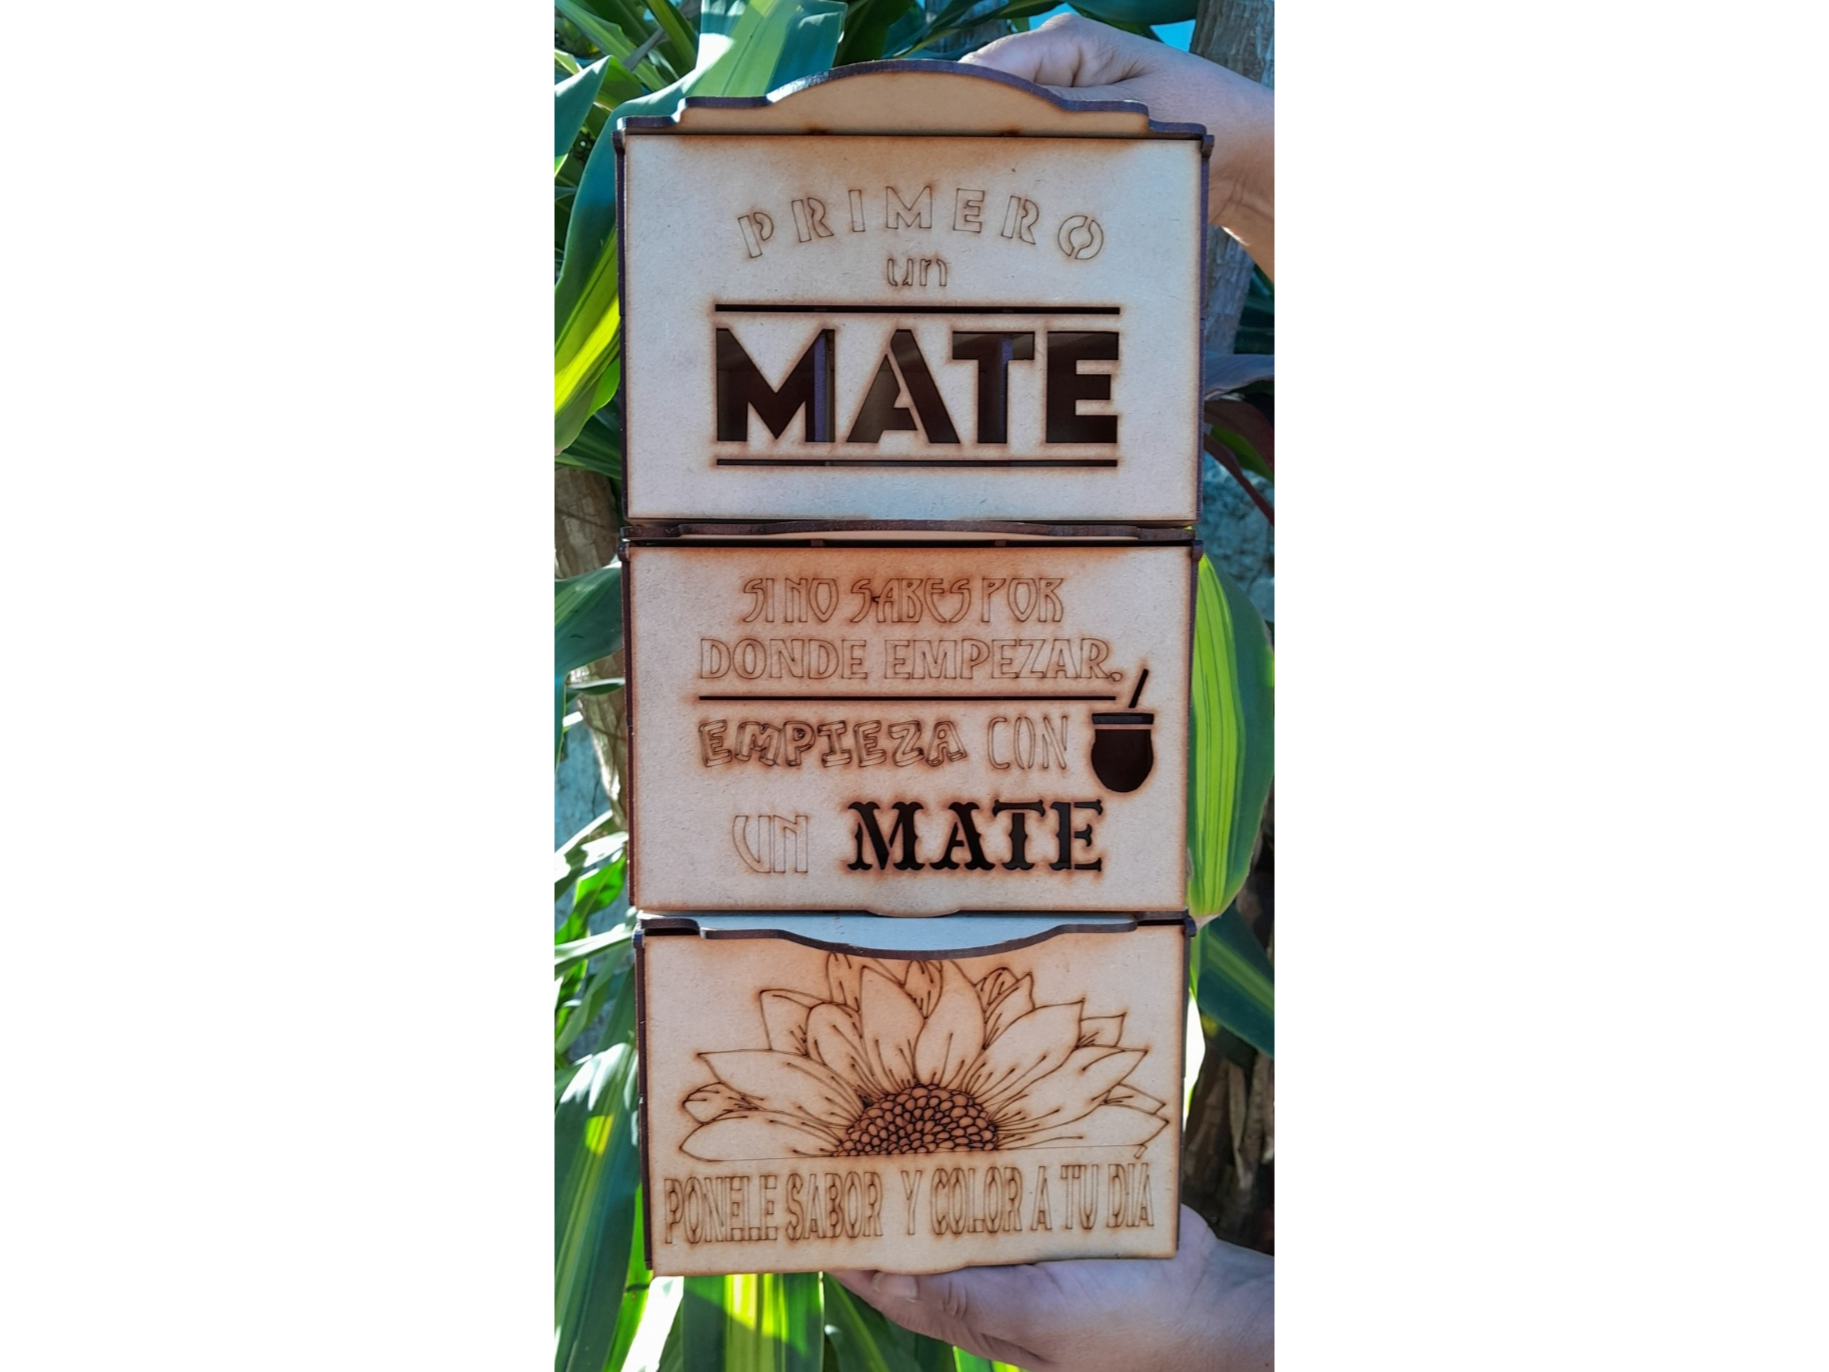 PRIMERO
un
MATE
SI NO SABES POR
DONDE EMPEZAR,
EMPIEZA CON
UN MATE
PONELE SABOR Y COLOR A TU DÍA